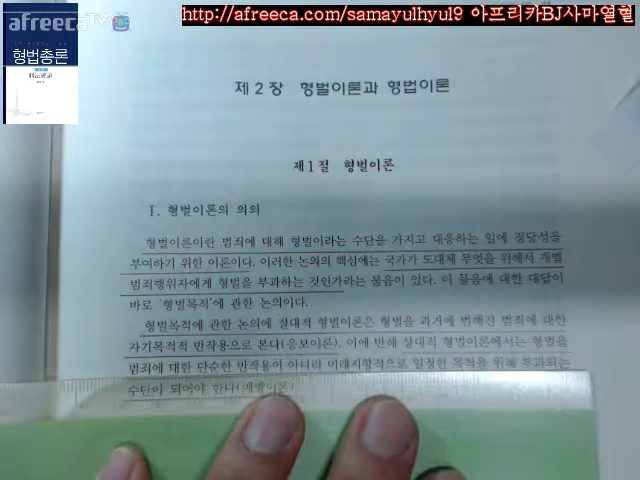 http://afreeca.com/samayulhyul9 아프리카BJ사마열혈
afreecaTV
형법총론
제 2 장 형벌이론과 형법이론
제1절 형벌이론
I. 형벌이론의 의의
형벌이론이란 범죄에 대해 형벌이라는 수단을 가지고 대응하는 일에 정당성을
부여하기 위한 이론이다. 이러한 논의의 핵심에는 국가가 도대체 무엇을 위해서 개별
범죄행위자에게 형벌을 부과하는 것인가라는 물음이 있다. 이 물음에 대한 대답이
바로 '형벌목적'에 관한 논의이다.
형벌목적에 관한 논의에 절대적 형벌이론은 형벌을 과거에 범해진 범죄에 대한
자기목적적 반작용으로 본다(응보이론). 이에 반해 상대적 형벌이론에서는 형벌을
범죄에 대한 단순한 반작용이 아니라 미래지향적으로 일정한 목적을 위해 부과되는
수단이 되어야 한다(예방이론)